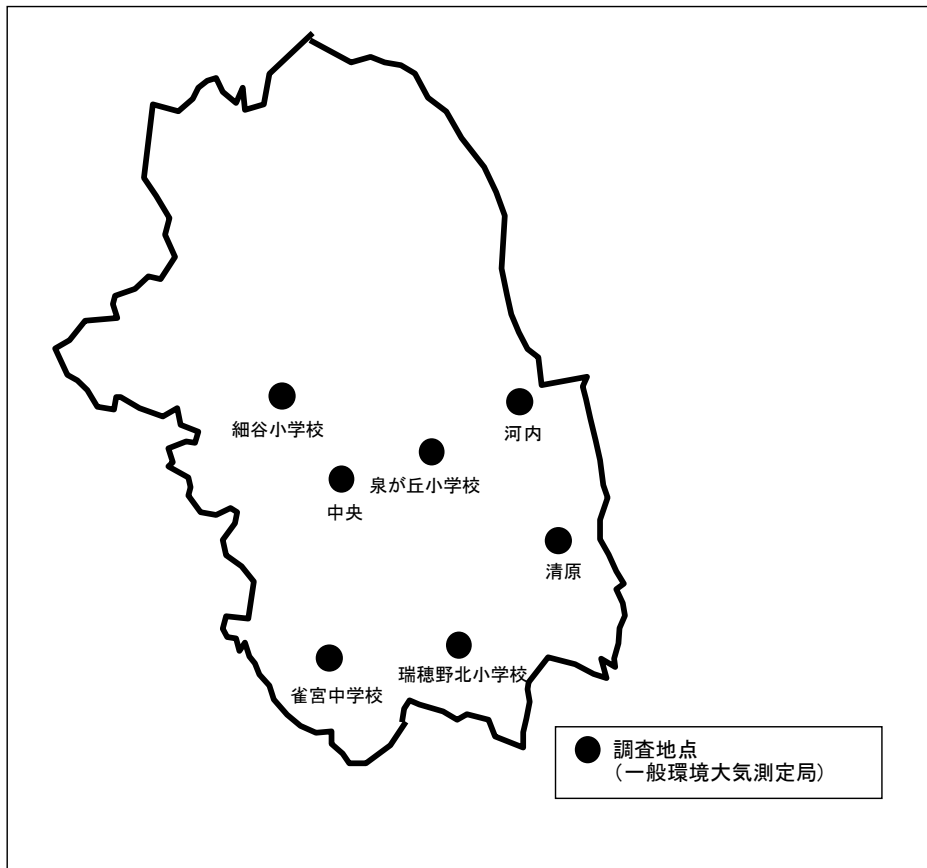 細谷小学校
河内
泉が丘小学校
中央
清原
瑞穂野北小学校
雀宮中学校
調査地点
(一般環境大気測定局)